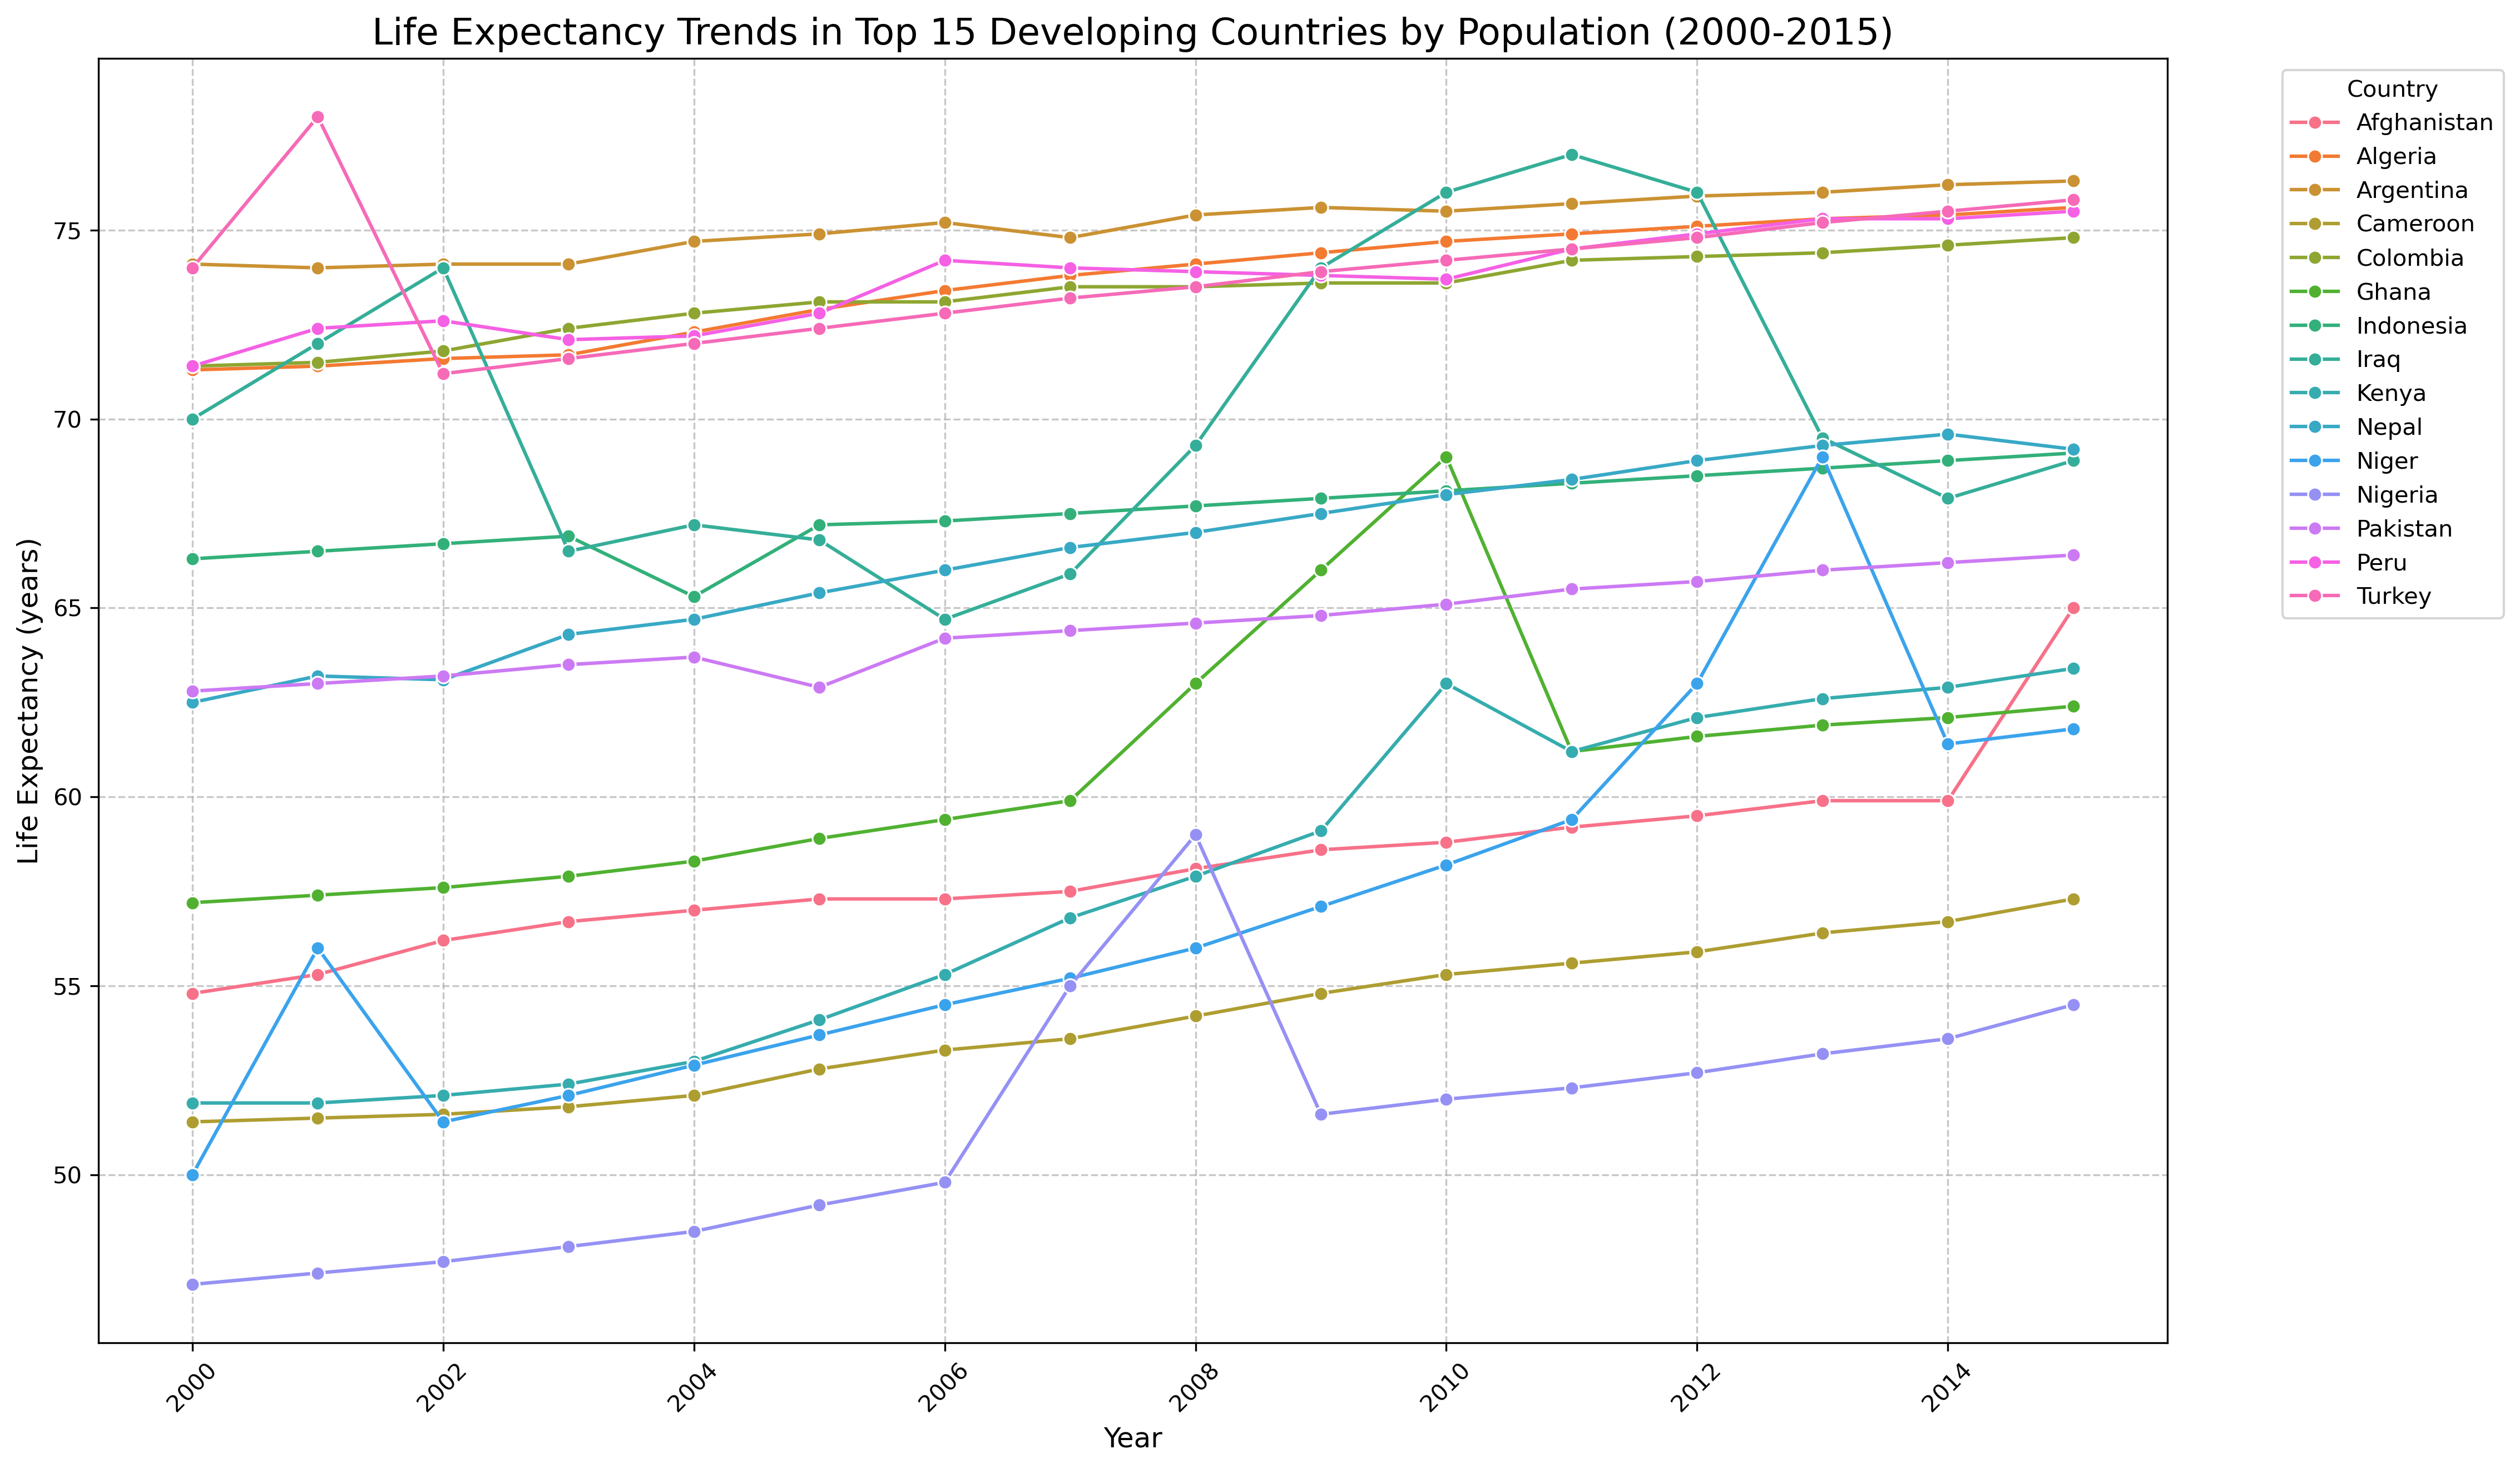 Life Expectancy Trends in Top 15 Developing Countries by Population (2000-2015)
Country
Afghanistan
Algeria
Argentina
Cameroon
Colombia
Ghana
Indonesia
Iraq
Kenya
Nepal
Niger
Nigeria
Pakistan
Peru
Turkey
Life Expectancy (years)
75
70
65
60
55
50
2000
2002
2004
2006
2008
2010
2012
2014
Year